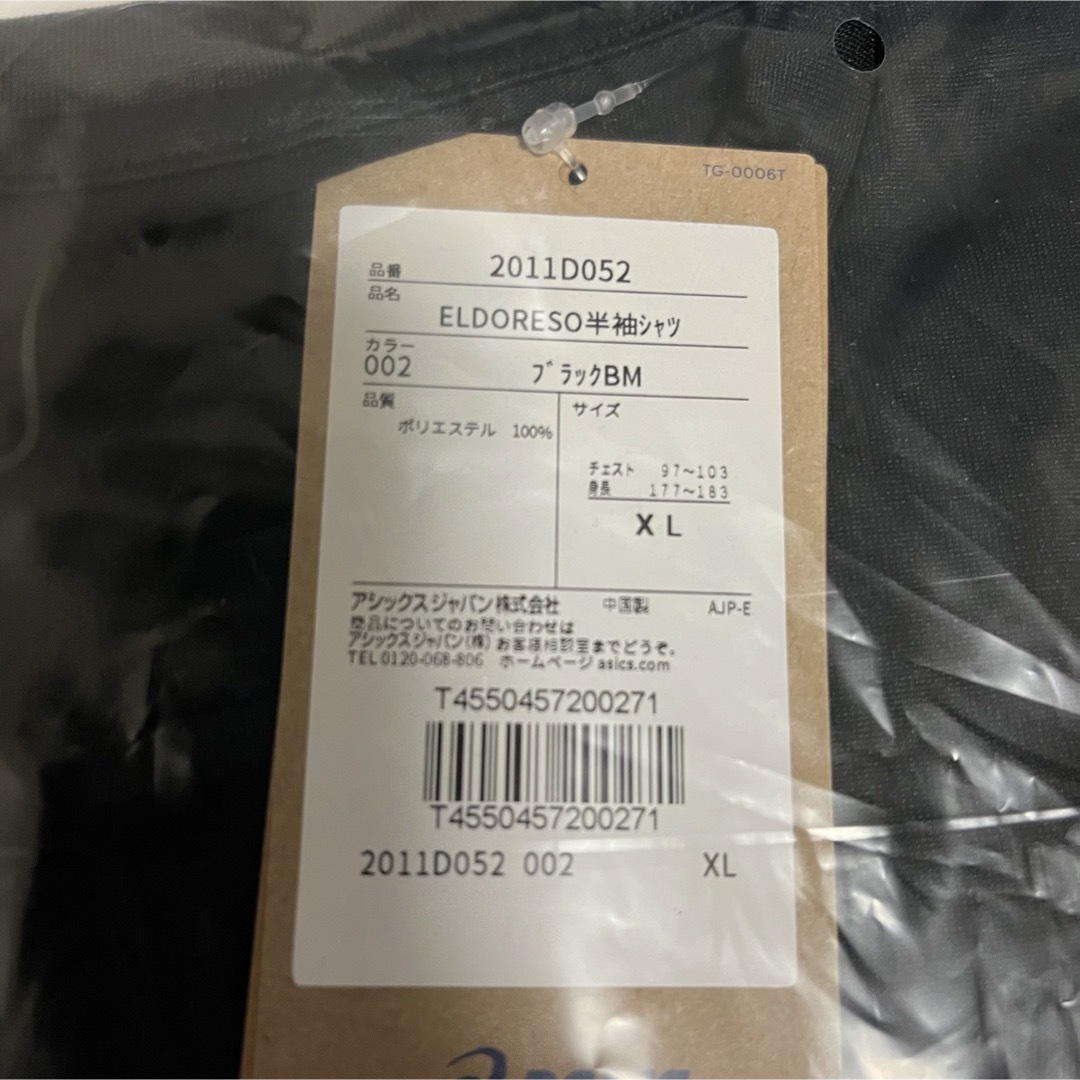 TG-0006T
品番 2011D052
品名
ELDORESO半袖ｼｬﾂ
カラー
002 ﾌﾞﾗｯｸBM
品質
ポリエステル 100%
サイズ
チェスト 97〜103
身長 177〜183
XL
アシックスジャパン株式会社 中国製 AJP-E
商品についてのお問い合わせは
アシックスジャパン(株)お客様相談室までどうぞ。
TEL 0120-068-806 ホームページ asics.com
T4550457200271
T4550457200271
2011D052 002 XL